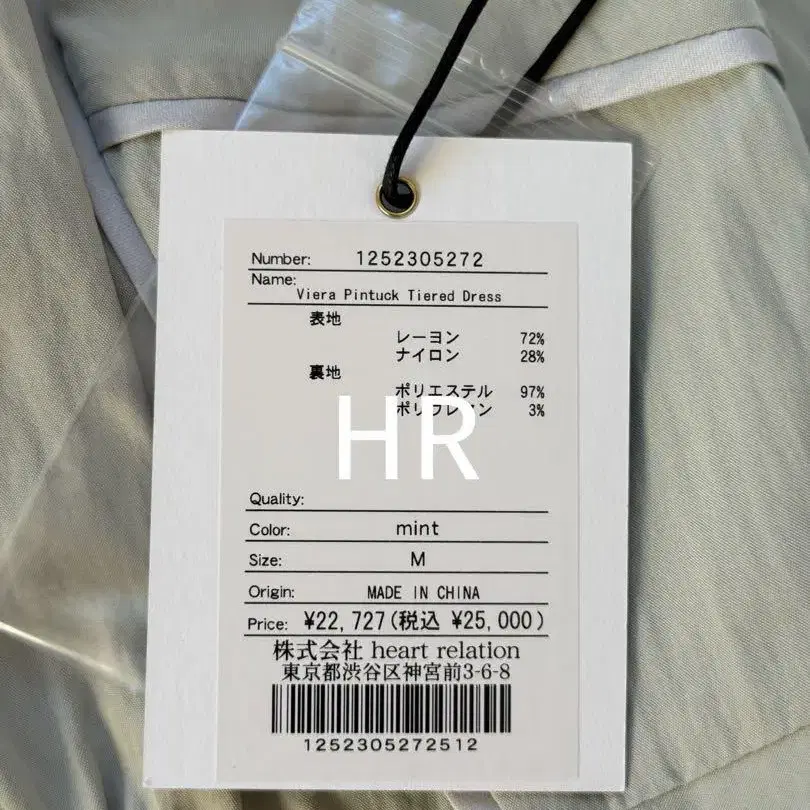 Number: 1252305272
Name:
Viera Pintuck Tiered Dress
表地
レーヨン 72%
ナイロン 28%
裏地
ポリエステル 97%
3%
HR
Quality:
Color: mint
Size: M
Origin: MADE IN CHINA
Price: ¥22,727(税込 ¥25,000)
株式会社 heart relation
東京都渋谷区神宮前3-6-8
1252305272512